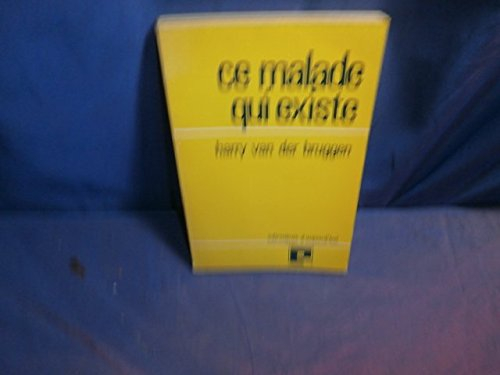 ce malade
qui existe
harry van der bruggen